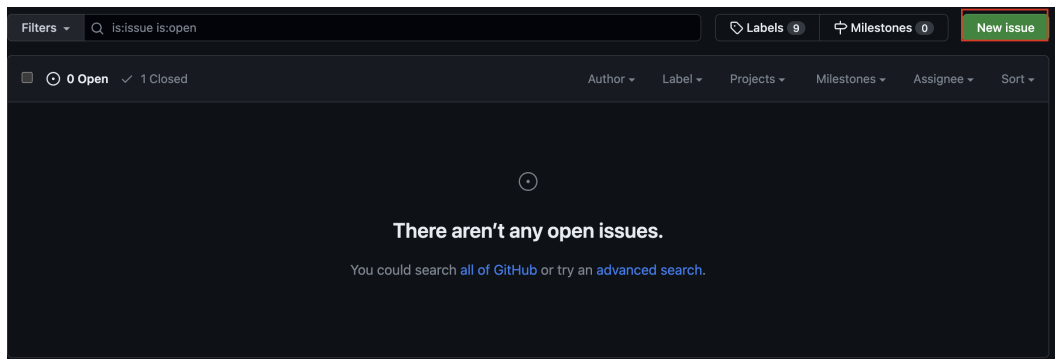 Filters is:issue is:open Labels 9 Milestones 0 New issue
0 Open 1 Closed Author Label Projects Milestones Assignee Sort
There aren’t any open issues.
You could search all of GitHub or try an advanced search.